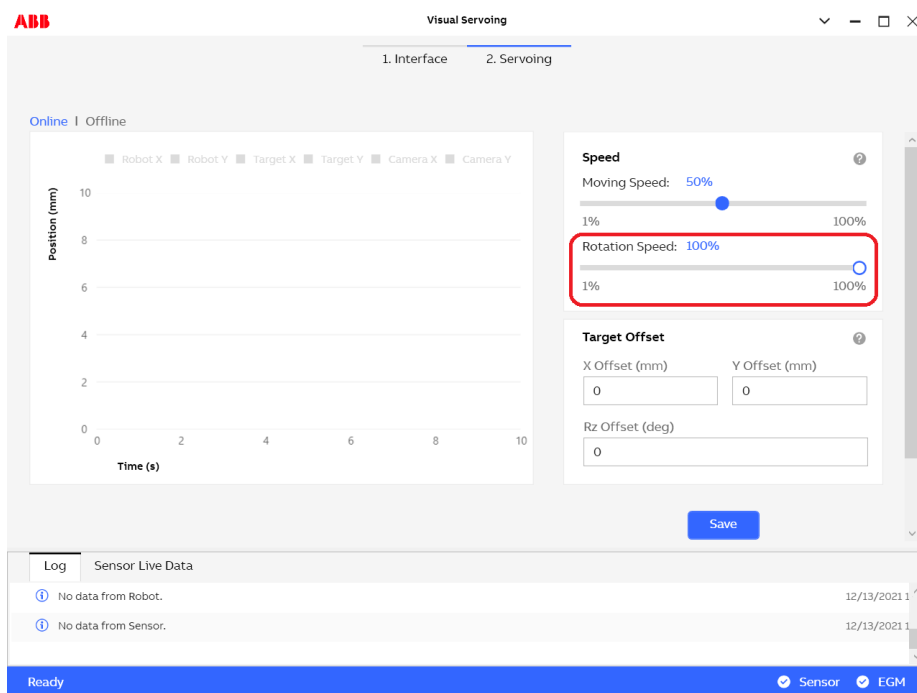 ABB
Visual Servoing
1. Interface
2. Servoing
Online | Offline
Robot X Robot Y Target X Target Y Camera X Camera Y
Position (mm)
10
8
6
4
2
0
0 2 4 6 8 10
Time (s)
Speed
Moving Speed: 50%
1% 100%
Rotation Speed: 100%
1% 100%
Target Offset
X Offset (mm) Y Offset (mm)
0 0
Rz Offset (deg)
0
Save
Log Sensor Live Data
No data from Robot. 12/13/2021 1
No data from Sensor. 12/13/2021 1
Ready Sensor EGM